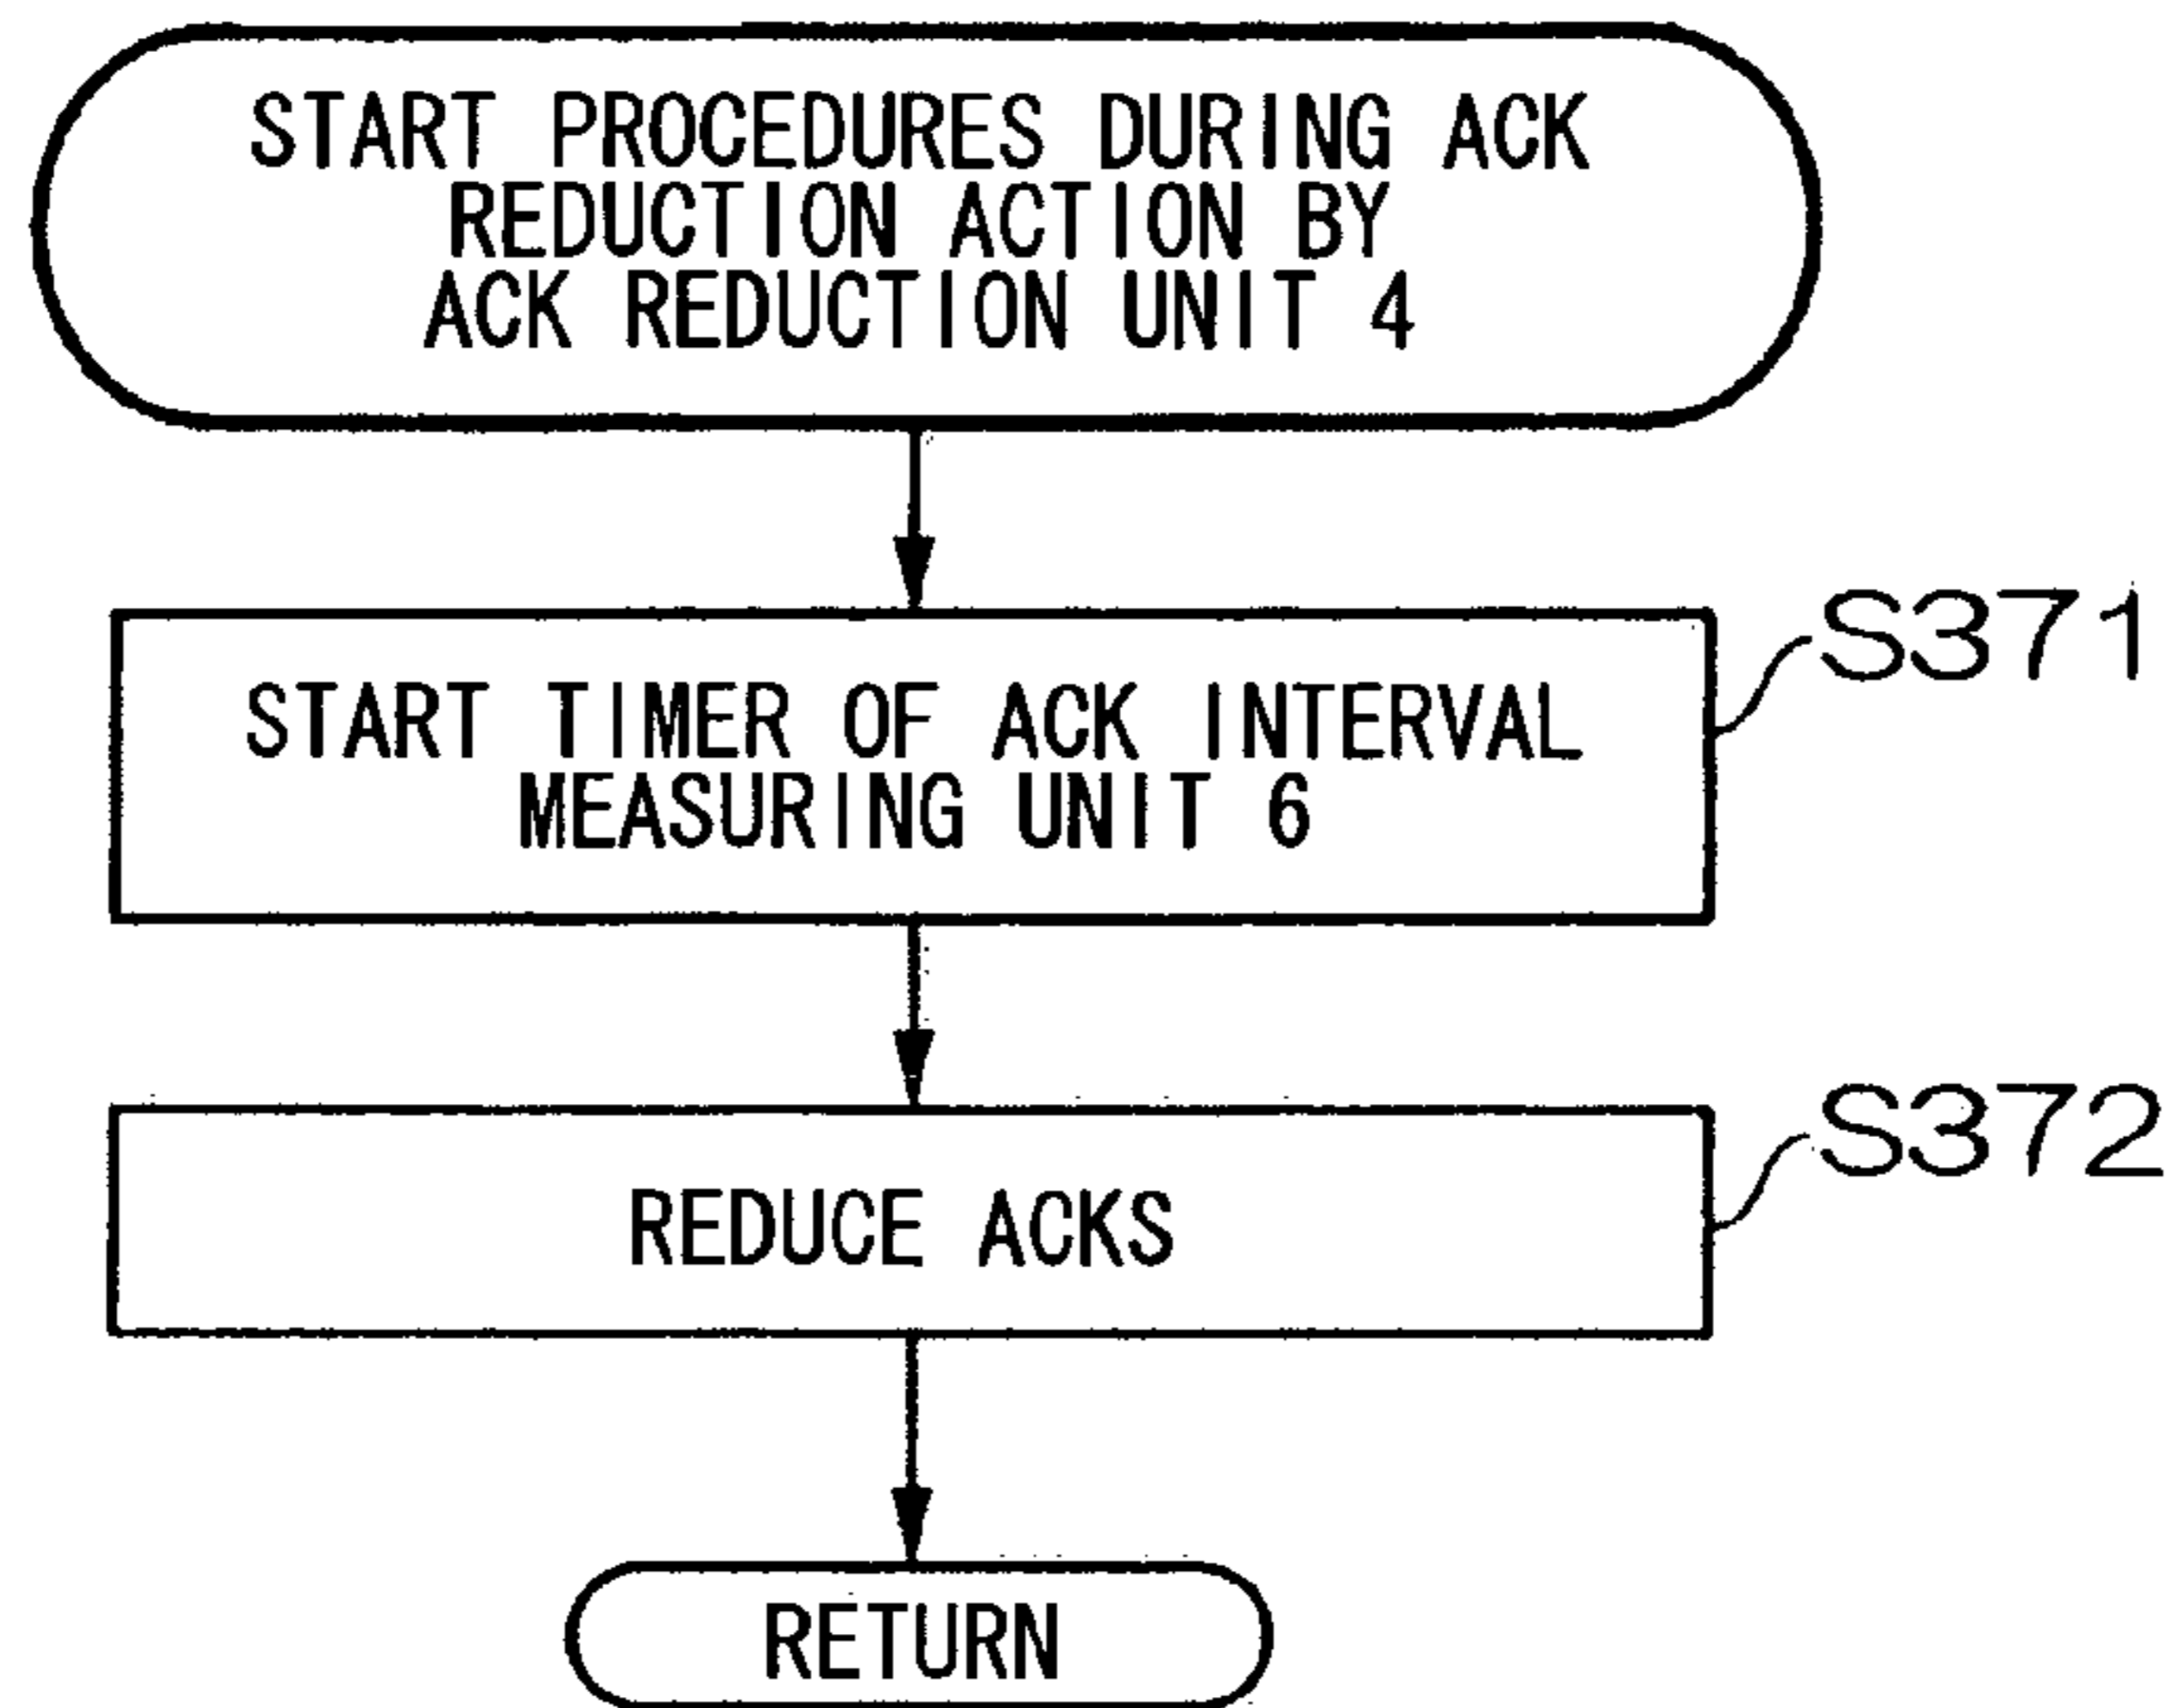 START PROCEDURES DURING ACK
REDUCTION ACTION BY
ACK REDUCTION UNIT 4
S371
START TIMER OF ACK INTERVAL
MEASURING UNIT 6
S372
REDUCE ACKS
RETURN